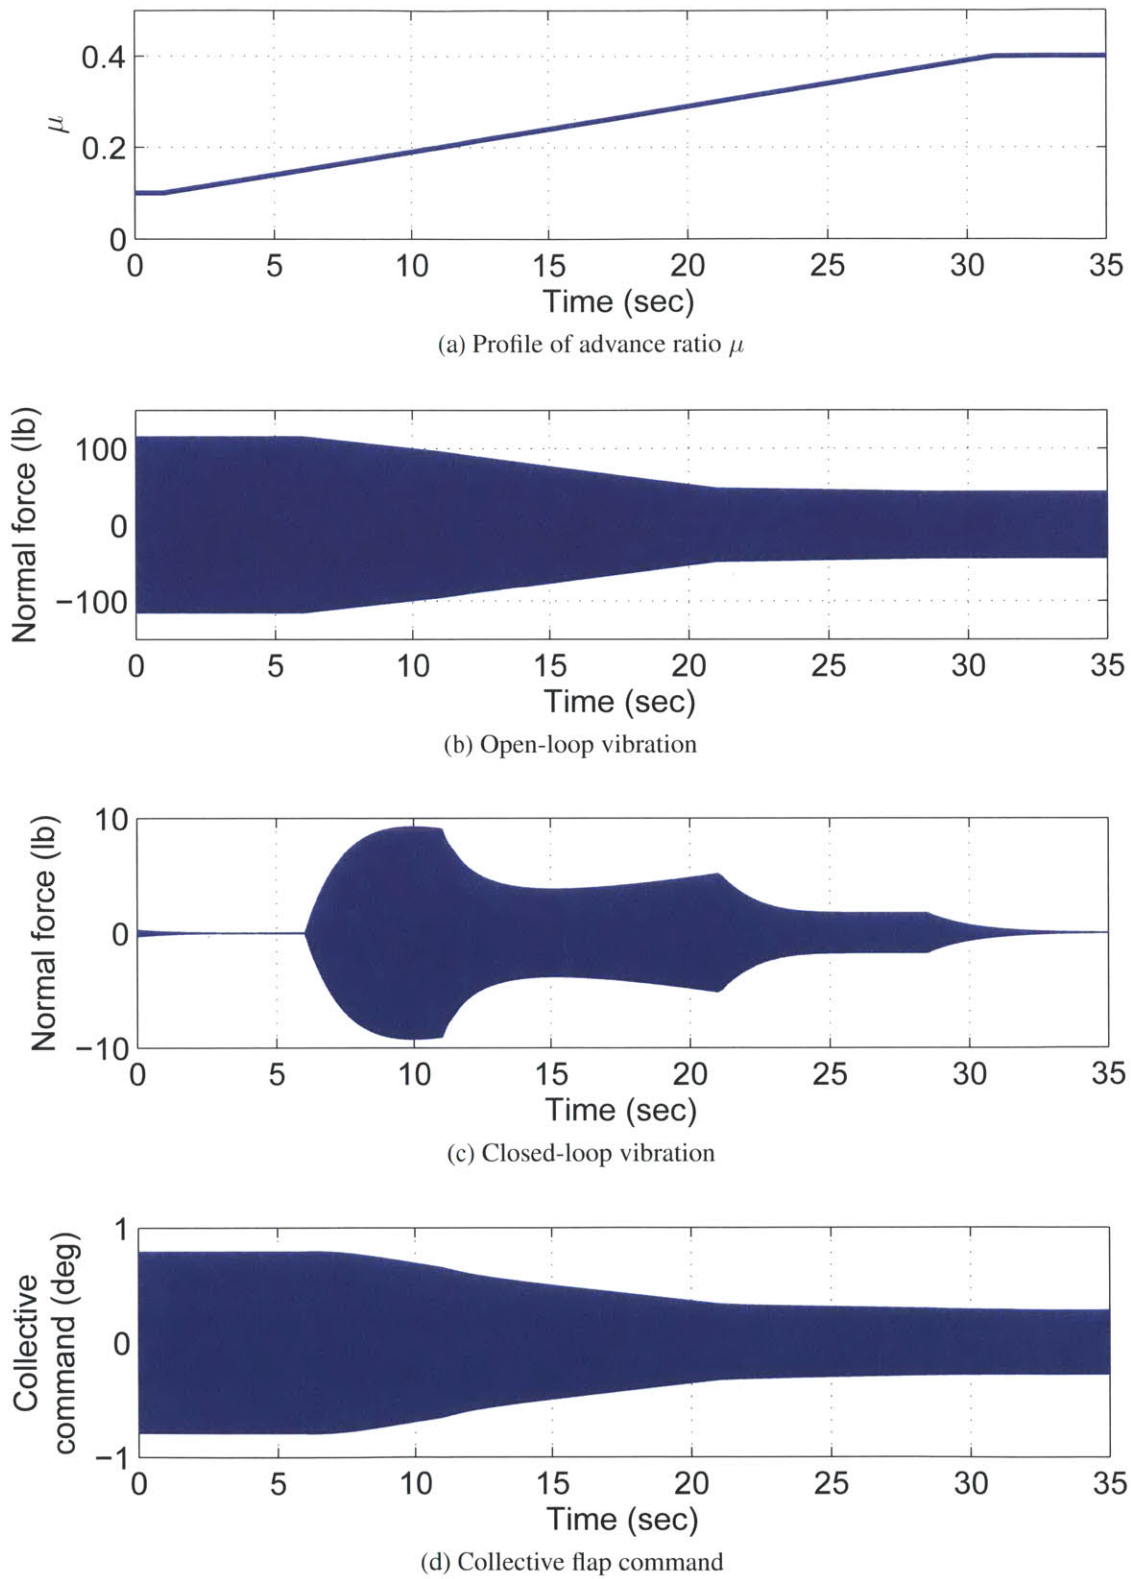 0.4
0.2
0
μ
0 5 10 15 20 25 30 35
Time (sec)
(a) Profile of advance ratio μ
Normal force (lb)
100
0
−100
0 5 10 15 20 25 30 35
Time (sec)
(b) Open-loop vibration
Normal force (lb)
10
0
−10
0 5 10 15 20 25 30 35
Time (sec)
(c) Closed-loop vibration
Collective
command (deg)
1
0
−1
0 5 10 15 20 25 30 35
Time (sec)
(d) Collective flap command